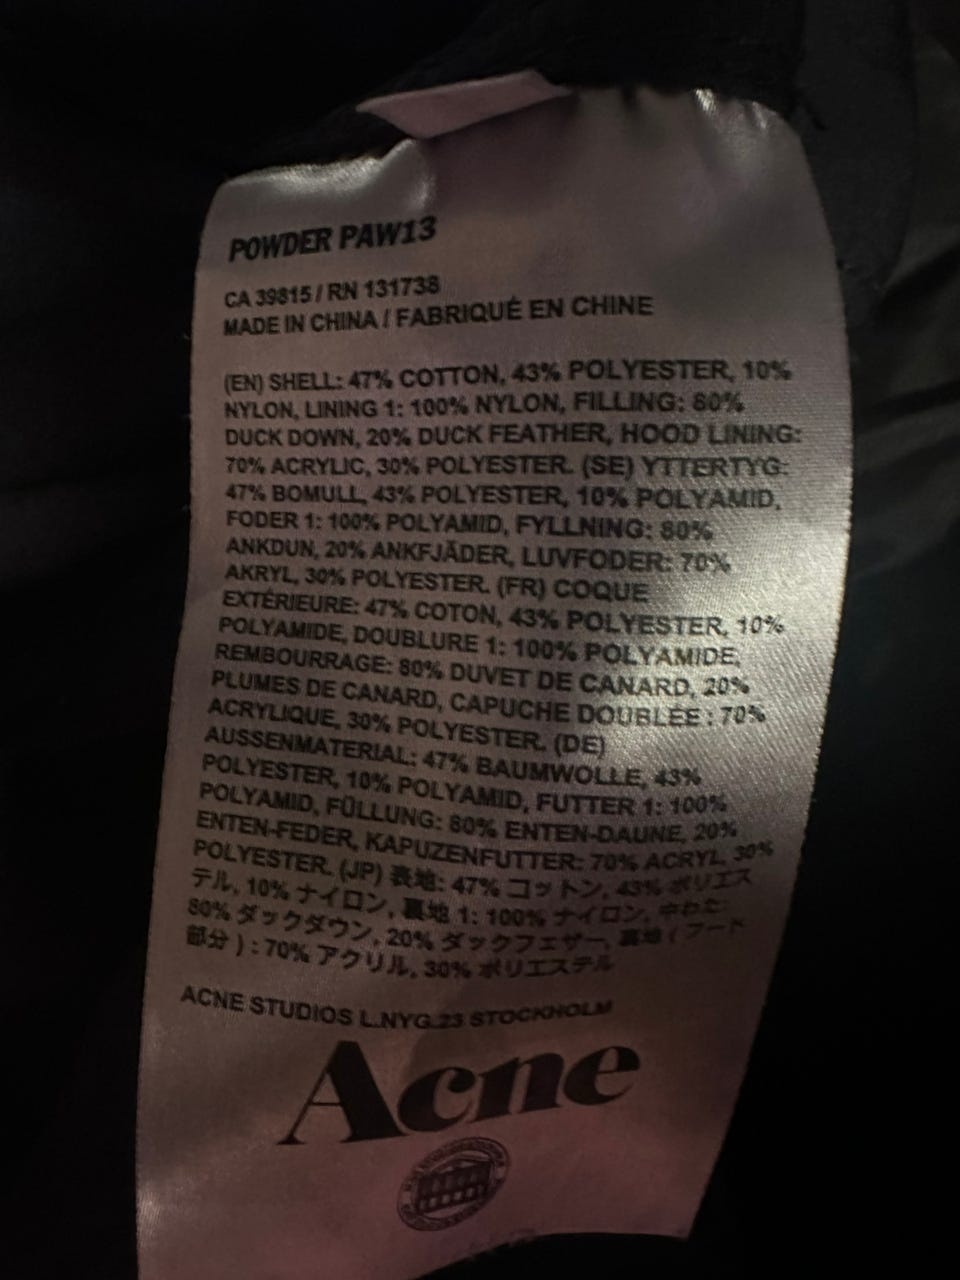 POWDER PAW13
CA 39815 / RN 131738
MADE IN CHINA / FABRIQUÉ EN CHINE
(EN) SHELL: 47% COTTON, 43% POLYESTER, 10%
NYLON, LINING 1: 100% NYLON, FILLING: 80%
DUCK DOWN, 20% DUCK FEATHER, HOOD LINING:
70% ACRYLIC, 30% POLYESTER. (SE) YTTERTYG:
47% BOMULL, 43% POLYESTER, 10% POLYAMID,
FODER 1: 100% POLYAMID, FYLLNING: 80%
ANKDUN, 20% ANKFJÄDER, LUVFODER: 70%
AKRYL, 30% POLYESTER. (FR) COQUE
EXTÉRIEURE: 47% COTON, 43% POLYESTER, 10%
POLYAMIDE, DOUBLURE 1: 100% POLYAMIDE,
REMBOURRAGE: 80% DUVET DE CANARD, 20%
PLUMES DE CANARD, CAPUCHE DOUBLÉE : 70%
ACRYLIQUE, 30% POLYESTER. (DE)
AUSSENMATERIAL: 47% BAUMWOLLE, 43%
POLYESTER, 10% POLYAMID, FUTTER 1: 100%
POLYAMID, FÜLLUNG: 80% ENTEN-DAUNE, 20%
ENTEN-FEDER, KAPUZENFUTTER: 70% ACRYL, 30%
POLYESTER. (JP) 表地: 47% コットン, 43% ポリエス
テル, 10% ナイロン, 裏地 1: 100% ナイロン, 中わた:
80% ダックダウン, 20% ダックフェザー, 裏地 ( フード
部分 ) : 70% アクリル, 30% ポリエステル
ACNE STUDIOS L.NYG.23 STOCKHOLM
Acne